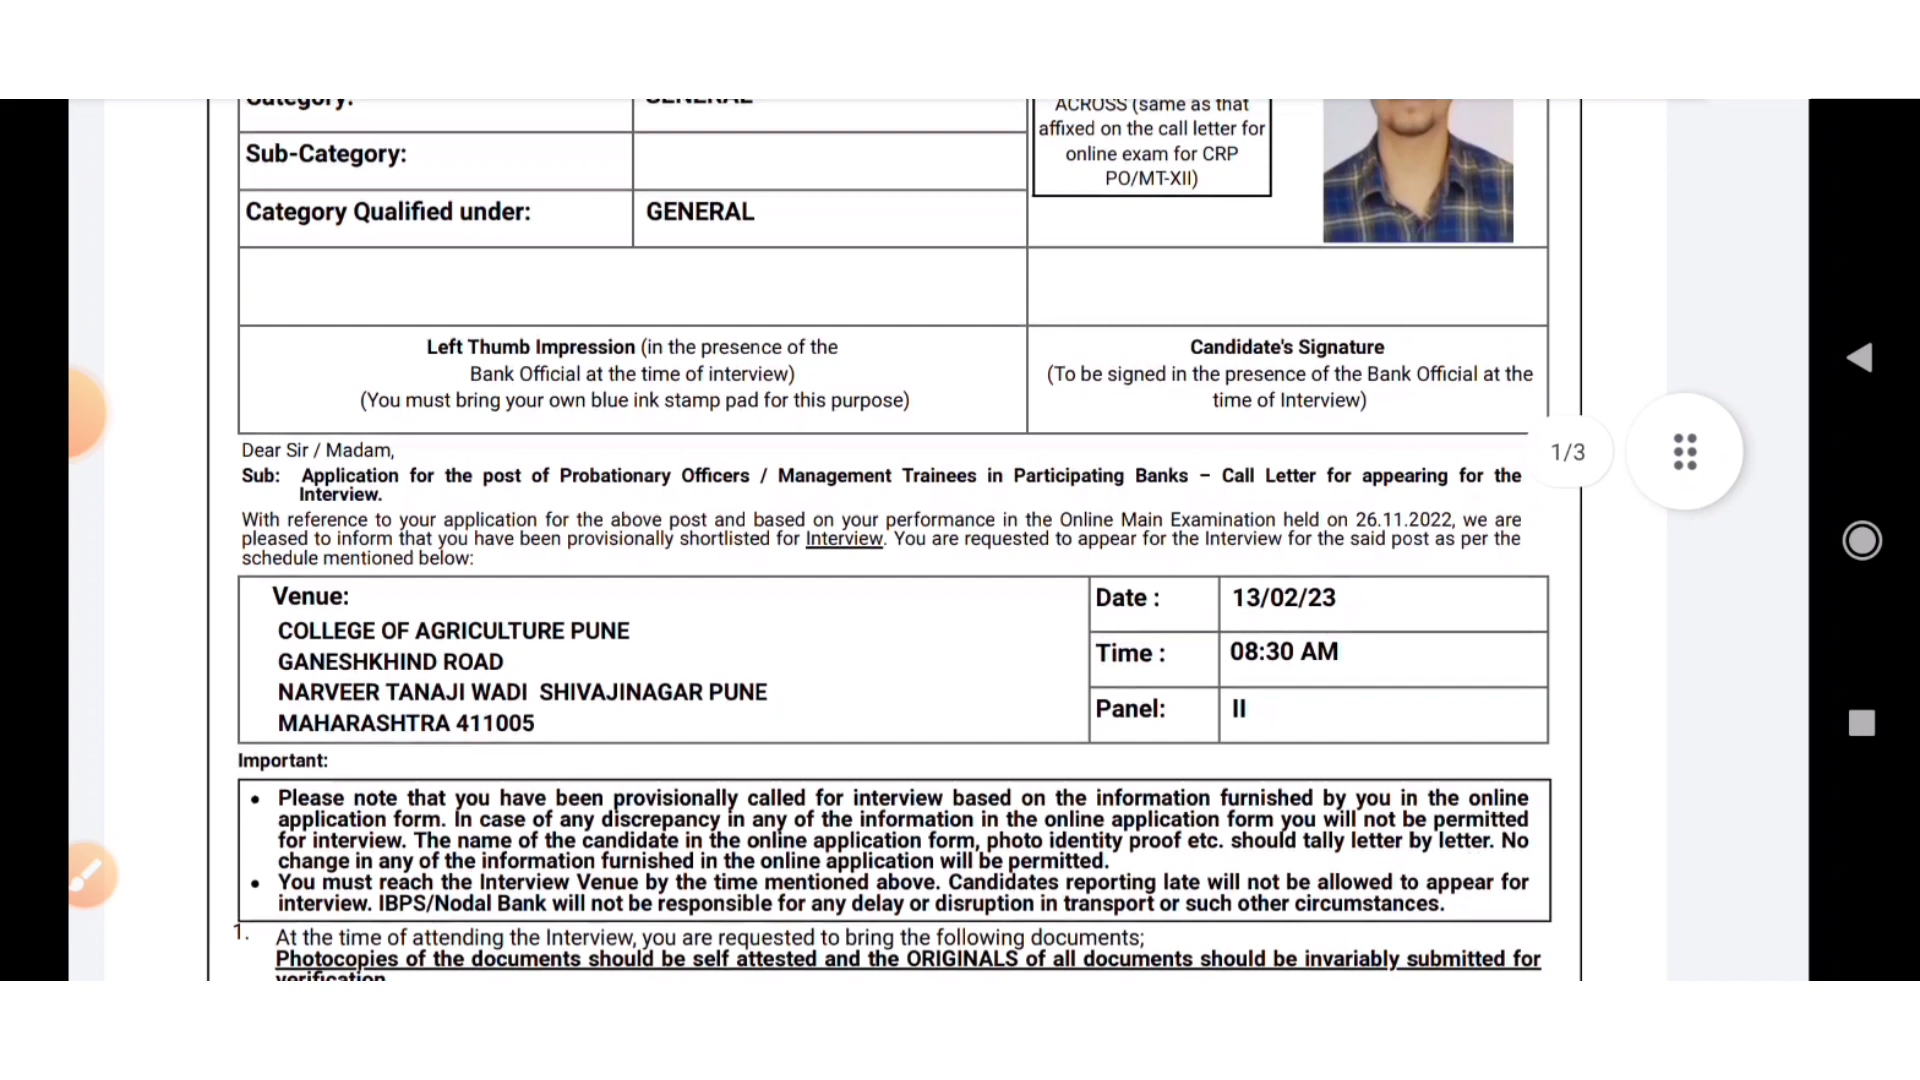 Category:
GENERAL
ACROSS (same as that
affixed on the call letter for
online exam for CRP
PO/MT-XII)
Sub-Category:
Category Qualified under:
GENERAL
Left Thumb Impression (in the presence of the
Bank Official at the time of interview)
(You must bring your own blue ink stamp pad for this purpose)
Candidate's Signature
(To be signed in the presence of the Bank Official at the
time of Interview)
1/3
Dear Sir / Madam,
Sub: Application for the post of Probationary Officers / Management Trainees in Participating Banks – Call Letter for appearing for the
Interview.
With reference to your application for the above post and based on your performance in the Online Main Examination held on 26.11.2022, we are
pleased to inform that you have been provisionally shortlisted for Interview. You are requested to appear for the Interview for the said post as per the
schedule mentioned below:
Venue:
COLLEGE OF AGRICULTURE PUNE
GANESHKHIND ROAD
NARVEER TANAJI WADI SHIVAJINAGAR PUNE
MAHARASHTRA 411005
Date : 13/02/23
Time : 08:30 AM
Panel: II
Important:
• Please note that you have been provisionally called for interview based on the information furnished by you in the online
application form. In case of any discrepancy in any of the information in the online application form you will not be permitted
for interview. The name of the candidate in the online application form, photo identity proof etc. should tally letter by letter. No
change in any of the information furnished in the online application will be permitted.
• You must reach the Interview Venue by the time mentioned above. Candidates reporting late will not be allowed to appear for
interview. IBPS/Nodal Bank will not be responsible for any delay or disruption in transport or such other circumstances.
1. At the time of attending the Interview, you are requested to bring the following documents;
Photocopies of the documents should be self attested and the ORIGINALS of all documents should be invariably submitted for
verification